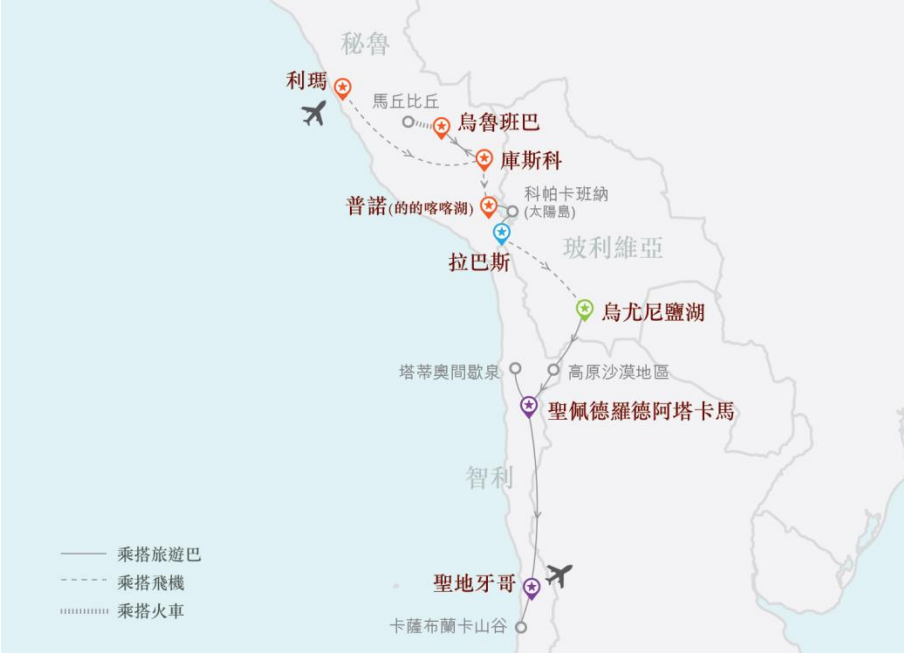 秘魯
利瑪
馬丘比丘
烏魯班巴
庫斯科
科帕卡班納
(太陽島)
普諾(的的喀喀湖)
玻利維亞
拉巴斯
烏尤尼鹽湖
塔蒂奧間歇泉
高原沙漠地區
聖佩德羅德阿塔卡馬
智利
乘搭旅遊巴
乘搭飛機
聖地牙哥
乘搭火車
卡薩布蘭卡山谷